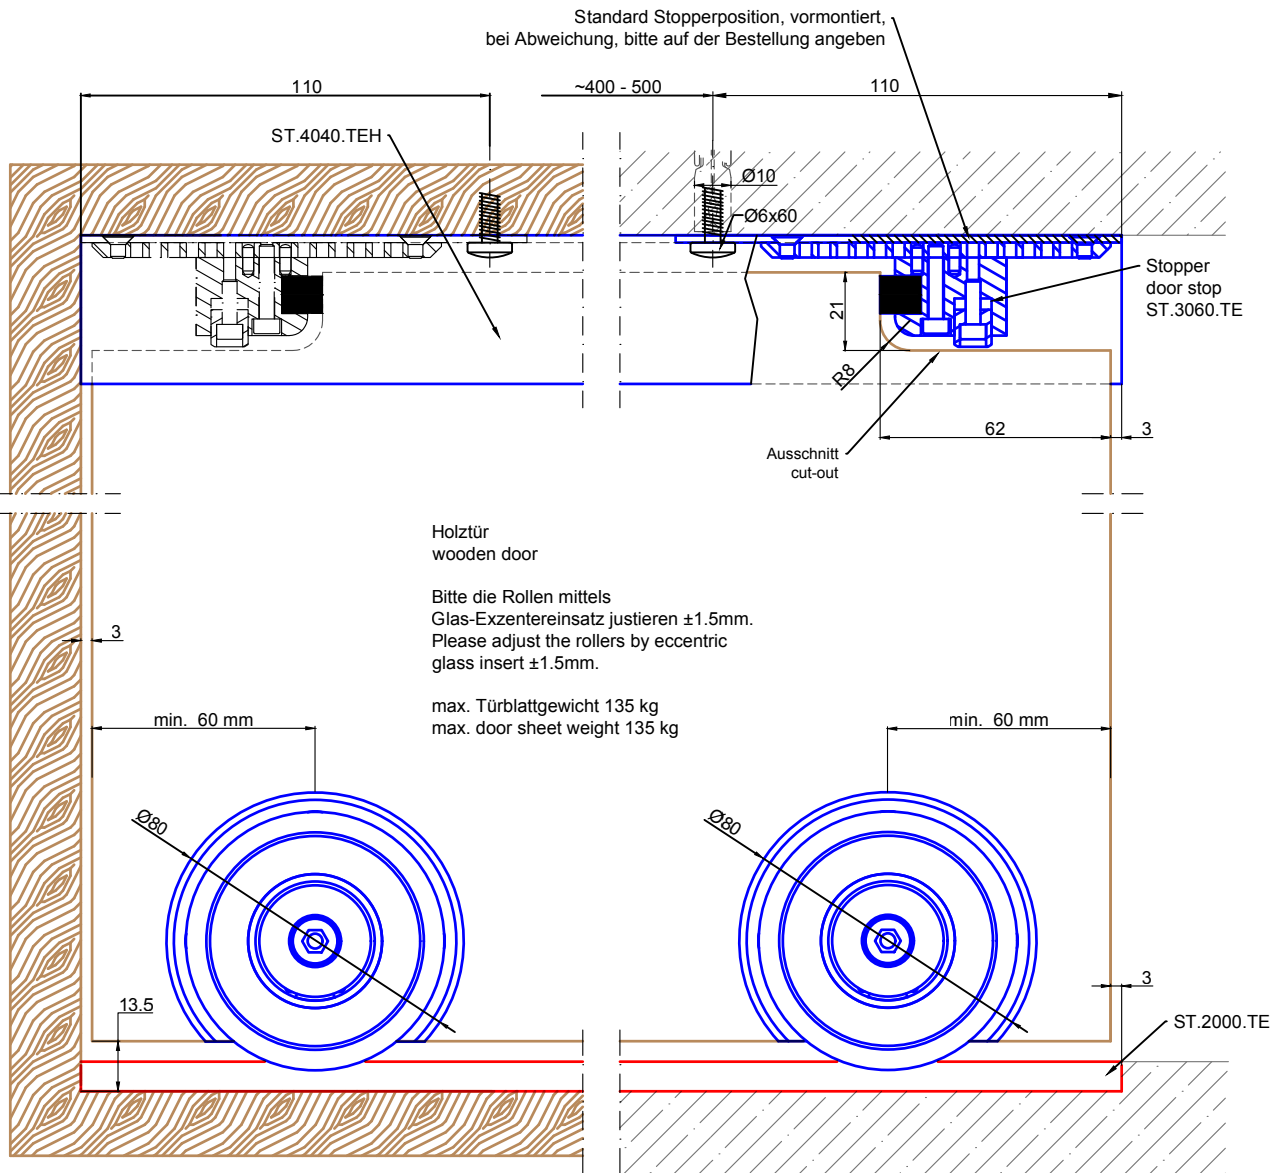 Standard Stopperposition, vormontiert,
bei Abweichung, bitte auf der Bestellung angeben
110
~400 - 500
110
ST.4040.TEH
Ø10
Ø6x60
Stopper
door stop
ST.3060.TE
21
R8
62
3
Ausschnitt
cut-out
Holztür
wooden door
Bitte die Rollen mittels
Glas-Exzentereinsatz justieren ±1.5mm.
Please adjust the rollers by eccentric
glass insert ±1.5mm.
max. Türblattgewicht 135 kg
max. door sheet weight 135 kg
3
min. 60 mm
min. 60 mm
Ø80
Ø80
13.5
3
ST.2000.TE